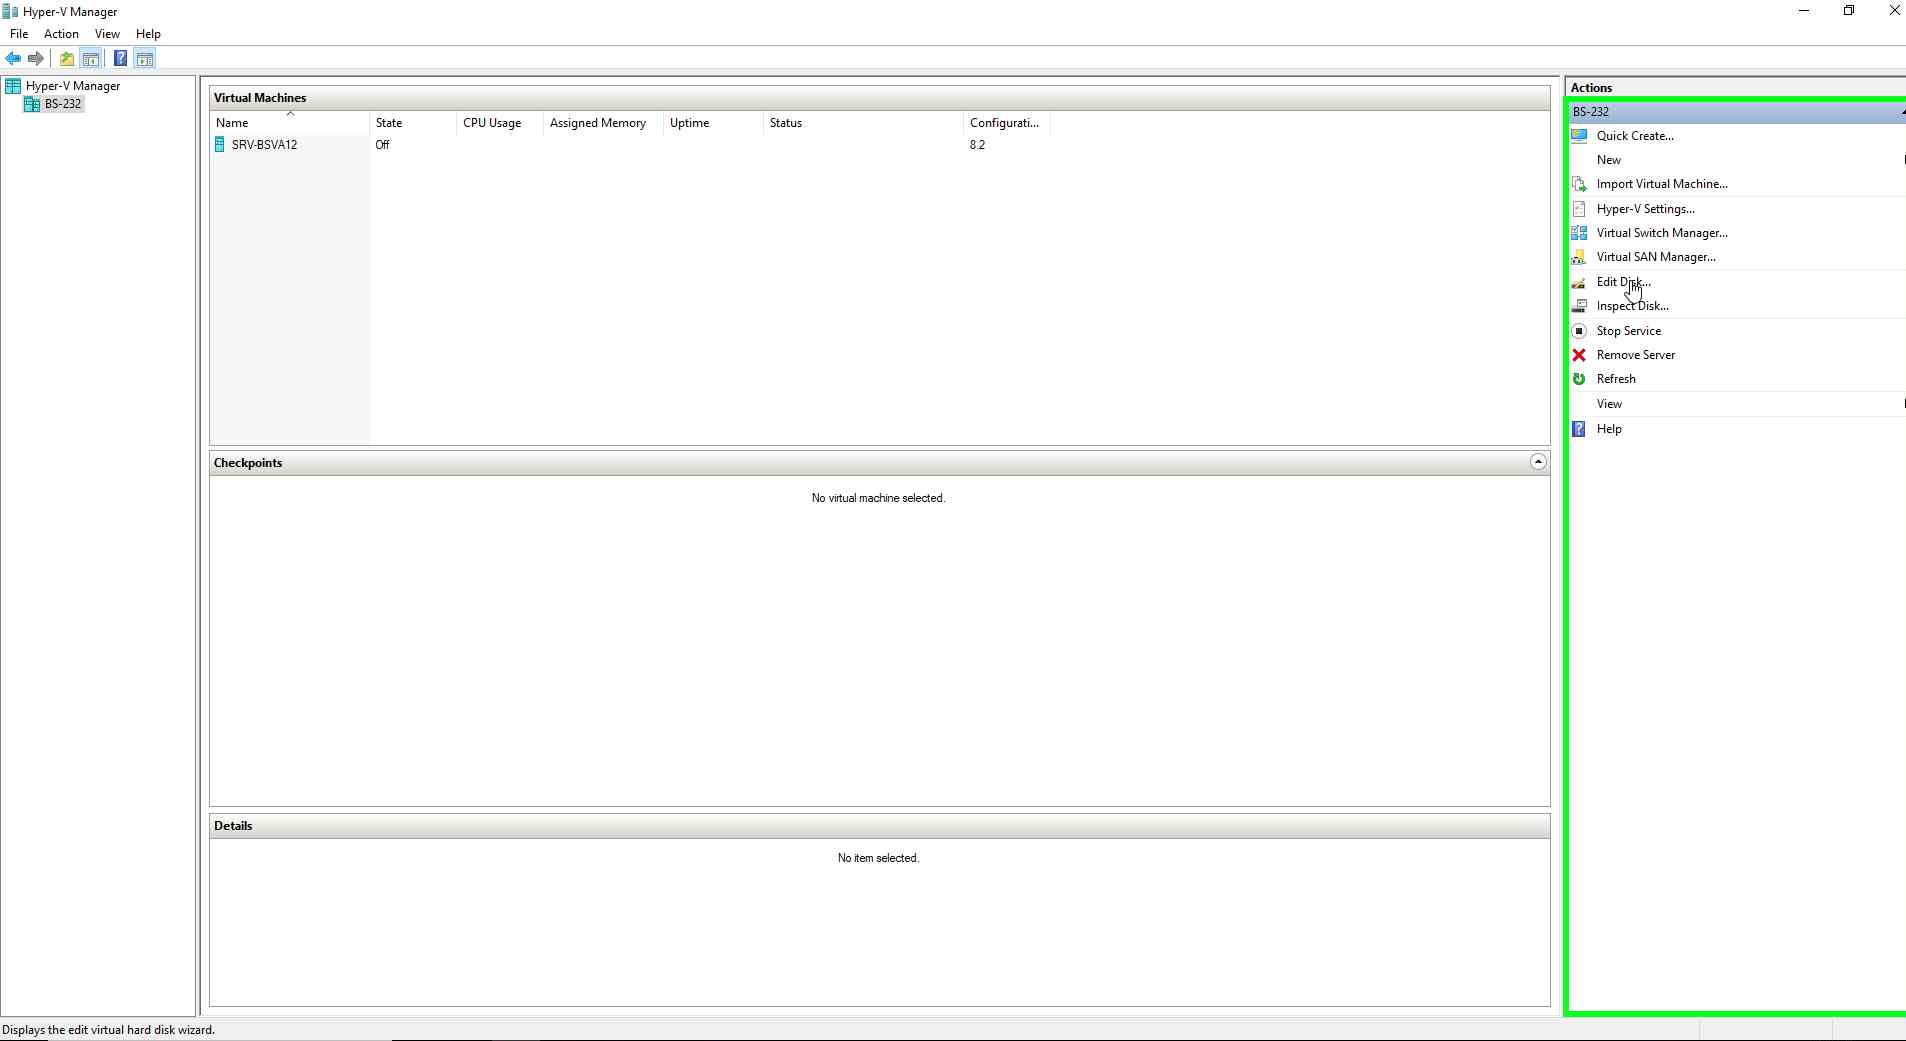 Hyper-V Manager
File Action View Help
Hyper-V Manager
BS-232
Virtual Machines
Name State CPU Usage Assigned Memory Uptime Status Configurati...
SRV-BSVA12 Off 8.2
Checkpoints
No virtual machine selected.
Details
No item selected.
Actions
BS-232
Quick Create...
New
Import Virtual Machine...
Hyper-V Settings...
Virtual Switch Manager...
Virtual SAN Manager...
Edit Disk...
Inspect Disk...
Stop Service
Remove Server
Refresh
View
Help
Displays the edit virtual hard disk wizard.